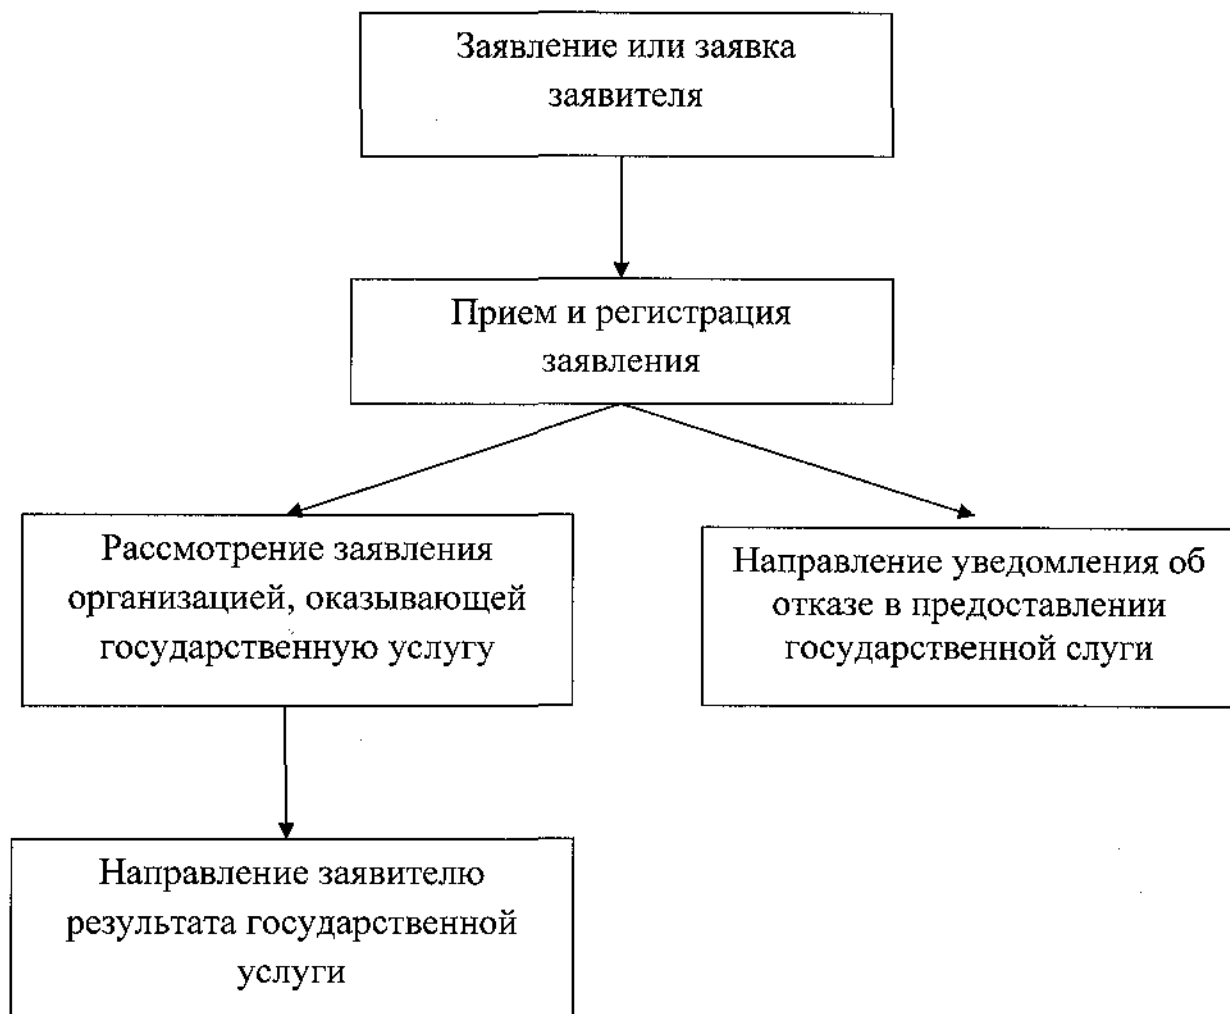 Заявление или заявка
заявителя
Прием и регистрация
заявления
Рассмотрение заявления
организацией, оказывающей
государственную услугу
Направление уведомления об
отказе в предоставлении
государственной слуги
Направление заявителю
результата государственной
услуги